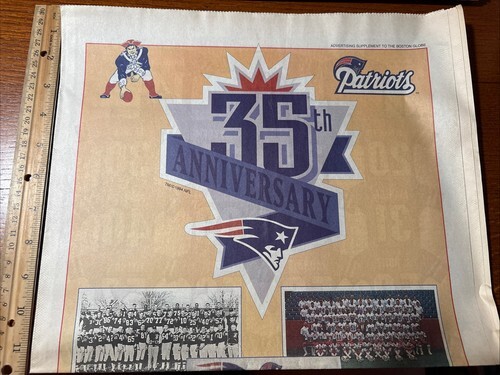 ADVERTISING SUPPLEMENT TO THE BOSTON GLOBE
Patriots
35th
ANNIVERSARY